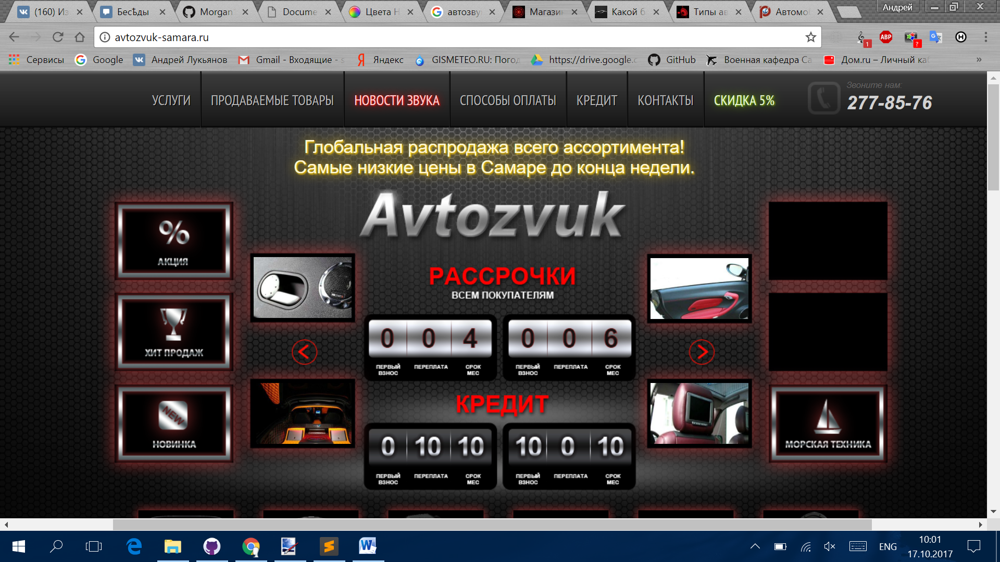 (160) Из
Бесѣды
Morgan
Docume
Цвета H
автозву
Магазин
Какой б
Типы ав
Автомоб
Андрей
avtozvuk-samara.ru
ABP
1
?
Сервисы
Google
Андрей Лукьянов
Gmail - Входящие - s
Яндекс
GISMETEO.RU: Погод
https://drive.google.c
GitHub
Военная кафедра Са
Дом.ru – Личный каб
»
УСЛУГИ
ПРОДАВАЕМЫЕ ТОВАРЫ
НОВОСТИ ЗВУКА
СПОСОБЫ ОПЛАТЫ
КРЕДИТ
КОНТАКТЫ
СКИДКА 5%
Звоните нам:
277-85-76
Глобальная распродажа всего ассортимента!
Самые низкие цены в Самаре до конца недели.
Avtozvuk
%
АКЦИЯ
ХИТ ПРОДАЖ
NEW
НОВИНКА
РАССРОЧКИ
ВСЕМ ПОКУПАТЕЛЯМ
0 0 4
ПЕРВЫЙ ВЗНОС
ПЕРЕПЛАТА
СРОК МЕС
0 0 6
ПЕРВЫЙ ВЗНОС
ПЕРЕПЛАТА
СРОК МЕС
КРЕДИТ
0 10 10
ПЕРВЫЙ ВЗНОС
ПЕРЕПЛАТА
СРОК МЕС
10 0 10
ПЕРВЫЙ ВЗНОС
ПЕРЕПЛАТА
СРОК МЕС
МОРСКАЯ ТЕХНИКА
ENG
10:01
17.10.2017